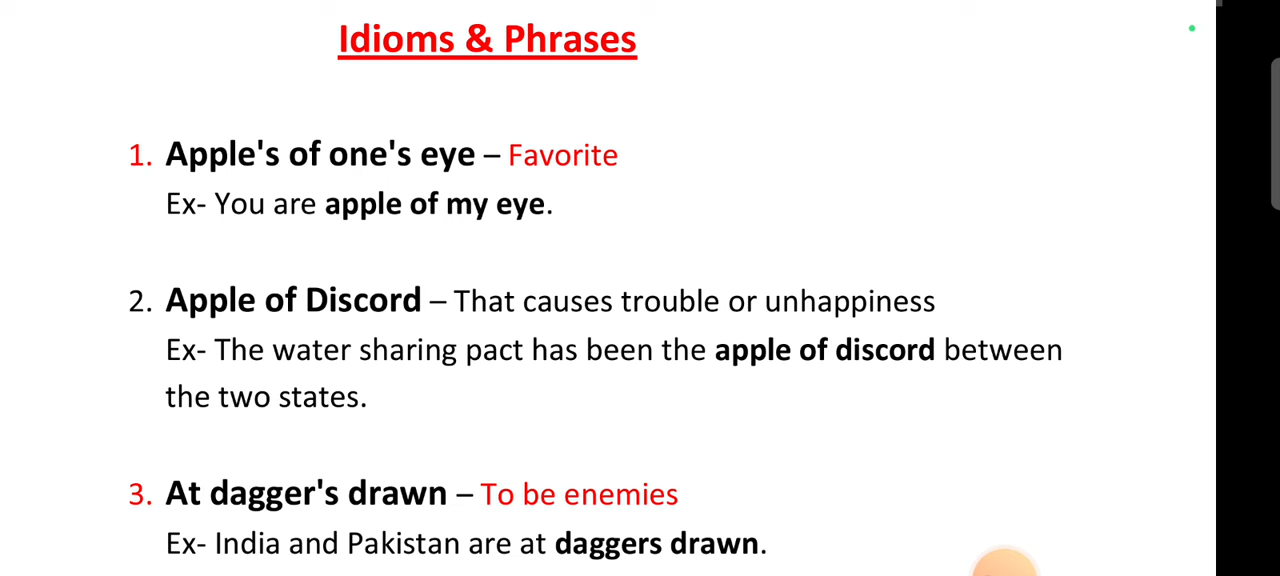 Idioms & Phrases
1. Apple's of one's eye – Favorite
Ex- You are apple of my eye.
2. Apple of Discord – That causes trouble or unhappiness
Ex- The water sharing pact has been the apple of discord between
the two states.
3. At dagger's drawn – To be enemies
Ex- India and Pakistan are at daggers drawn.